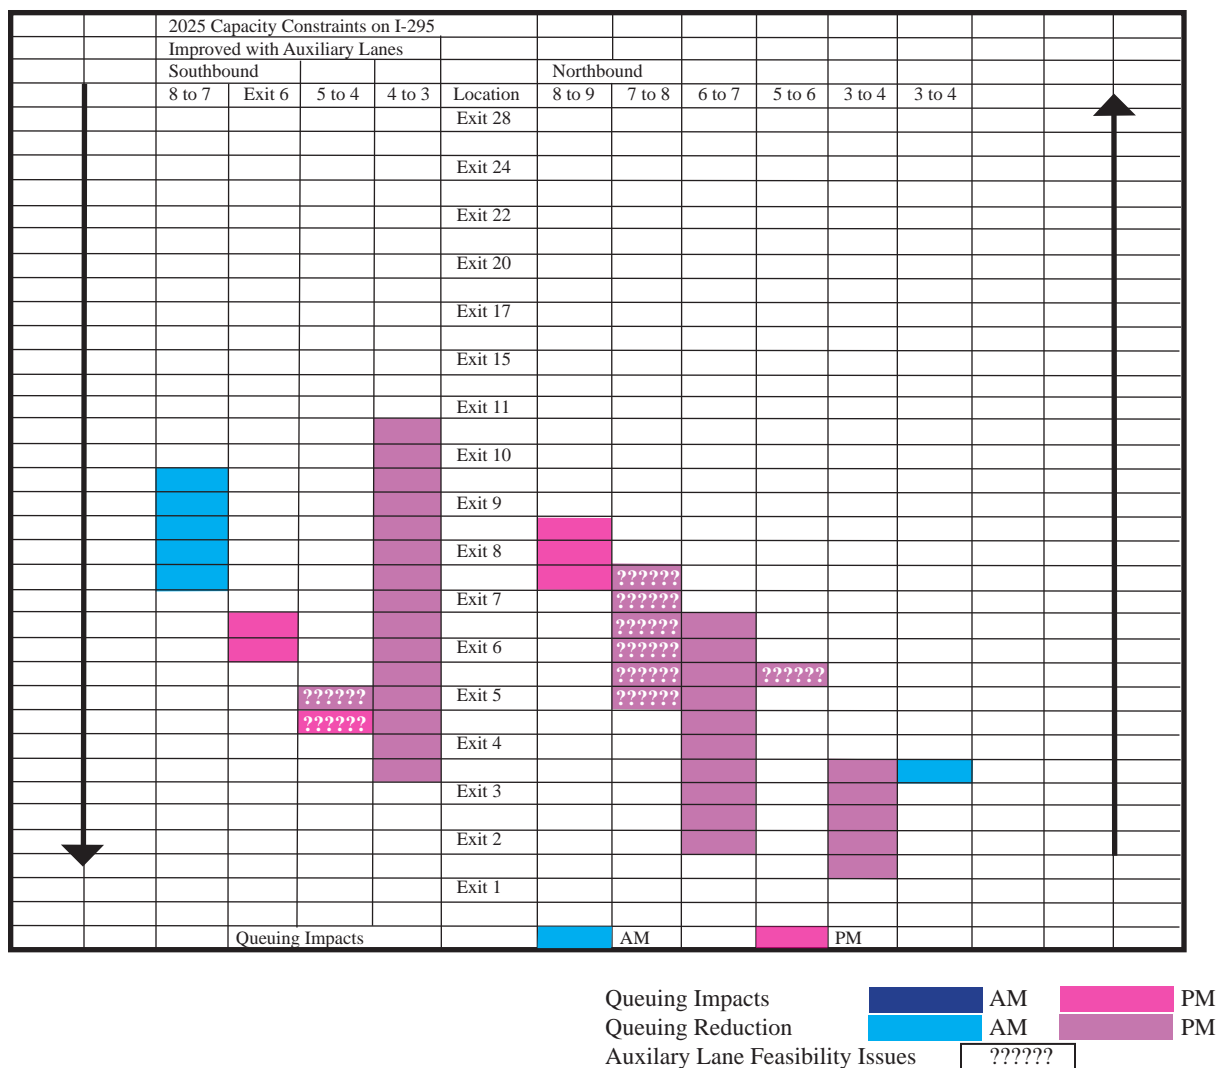 2025 Capacity Constraints on I-295
Improved with Auxiliary Lanes
Southbound Northbound
8 to 7 Exit 6 5 to 4 4 to 3 Location 8 to 9 7 to 8 6 to 7 5 to 6 3 to 4 3 to 4
Exit 28
Exit 24
Exit 22
Exit 20
Exit 17
Exit 15
Exit 11
Exit 10
Exit 9
Exit 8
??????
Exit 7 ??????
??????
Exit 6 ??????
?????? ??????
?????? Exit 5 ??????
??????
Exit 4
Exit 3
Exit 2
Exit 1
Queuing Impacts AM PM
Queuing Impacts AM PM
Queuing Reduction AM PM
Auxilary Lane Feasibility Issues ??????